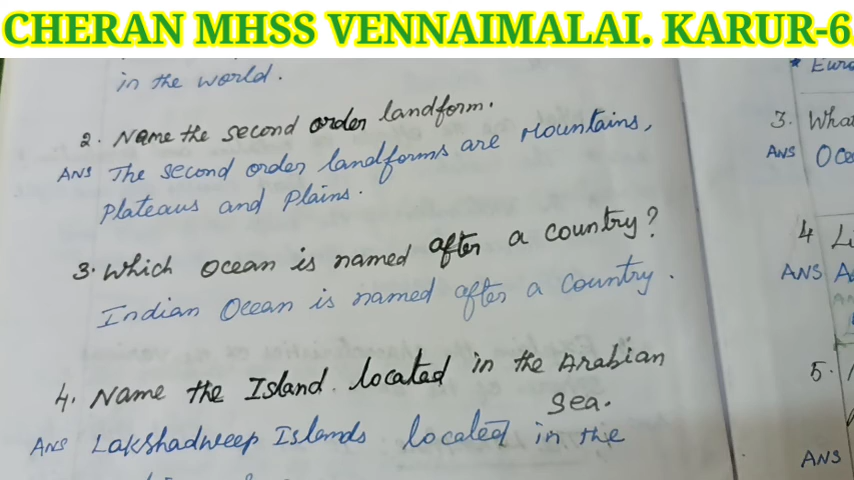 CHERAN MHSS VENNAIMALAI. KARUR-6
in the world.
2. Name the second order landform.
ANS The second order landforms are Mountains,
Plateaus and Plains.
3. Which ocean is named after a country?
Indian Ocean is named after a country.
4. Name the Island. located in the Arabian
Sea.
ANS Lakshadweep Islands located in the
* Euro
3. What
ANS Ocea
4 Li
ANS A
5.
ANS